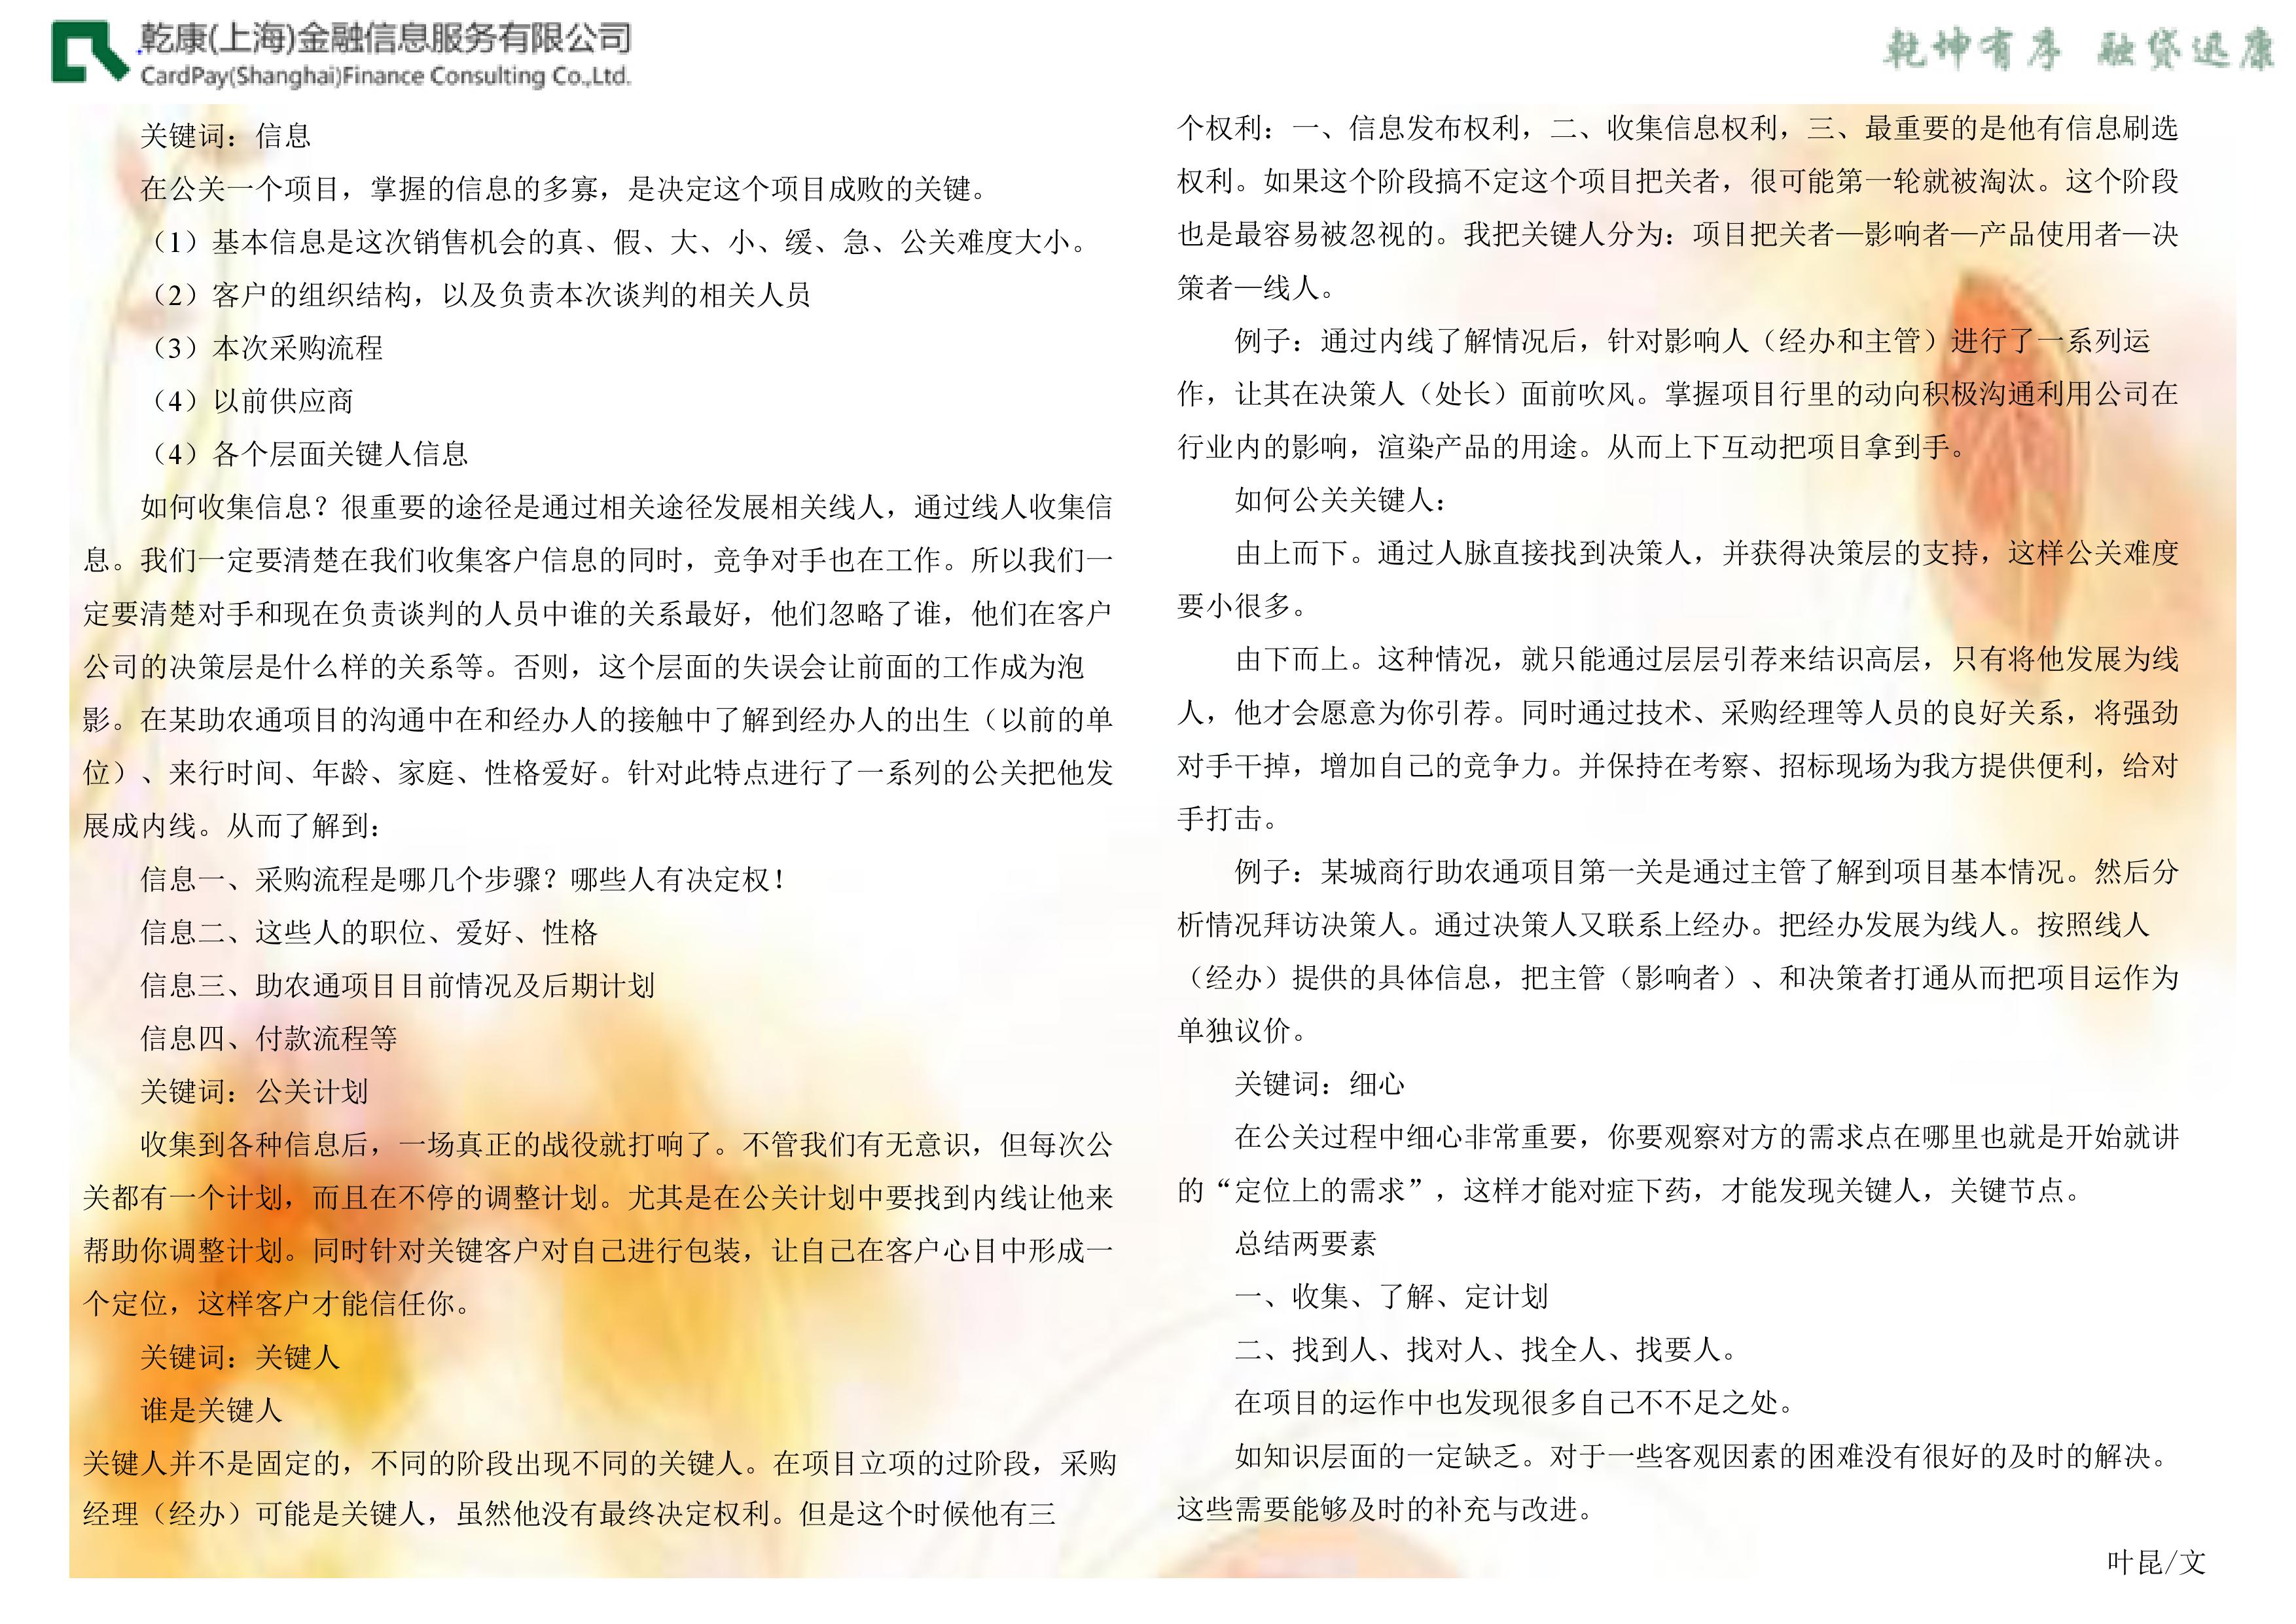 乾康(上海)金融信息服务有限公司
CardPay(Shanghai)Finance Consulting Co.,Ltd.
乾坤有序 融贷迅康
关键词：信息
在公关一个项目，掌握的信息的多寡，是决定这个项目成败的关键。
（1）基本信息是这次销售机会的真、假、大、小、缓、急、公关难度大小。
（2）客户的组织结构，以及负责本次谈判的相关人员
（3）本次采购流程
（4）以前供应商
（4）各个层面关键人信息
如何收集信息？很重要的途径是通过相关途径发展相关线人，通过线人收集信
息。我们一定要清楚在我们收集客户信息的同时，竞争对手也在工作。所以我们一
定要清楚对手和现在负责谈判的人员中谁的关系最好，他们忽略了谁，他们在客户
公司的决策层是什么样的关系等。否则，这个层面的失误会让前面的工作成为泡
影。在某助农通项目的沟通中在和经办人的接触中了解到经办人的出生（以前的单
位）、来行时间、年龄、家庭、性格爱好。针对此特点进行了一系列的公关把他发
展成内线。从而了解到：
信息一、采购流程是哪几个步骤？哪些人有决定权！
信息二、这些人的职位、爱好、性格
信息三、助农通项目目前情况及后期计划
信息四、付款流程等
关键词：公关计划
收集到各种信息后，一场真正的战役就打响了。不管我们有无意识，但每次公
关都有一个计划，而且在不停的调整计划。尤其是在公关计划中要找到内线让他来
帮助你调整计划。同时针对关键客户对自己进行包装，让自己在客户心目中形成一
个定位，这样客户才能信任你。
关键词：关键人
谁是关键人
关键人并不是固定的，不同的阶段出现不同的关键人。在项目立项的过阶段，采购
经理（经办）可能是关键人，虽然他没有最终决定权利。但是这个时候他有三
个权利：一、信息发布权利，二、收集信息权利，三、最重要的是他有信息刷选
权利。如果这个阶段搞不定这个项目把关者，很可能第一轮就被淘汰。这个阶段
也是最容易被忽视的。我把关键人分为：项目把关者—影响者—产品使用者—决
策者—线人。
例子：通过内线了解情况后，针对影响人（经办和主管）进行了一系列运
作，让其在决策人（处长）面前吹风。掌握项目行里的动向积极沟通利用公司在
行业内的影响，渲染产品的用途。从而上下互动把项目拿到手。
如何公关关键人：
由上而下。通过人脉直接找到决策人，并获得决策层的支持，这样公关难度
要小很多。
由下而上。这种情况，就只能通过层层引荐来结识高层，只有将他发展为线
人，他才会愿意为你引荐。同时通过技术、采购经理等人员的良好关系，将强劲
对手干掉，增加自己的竞争力。并保持在考察、招标现场为我方提供便利，给对
手打击。
例子：某城商行助农通项目第一关是通过主管了解到项目基本情况。然后分
析情况拜访决策人。通过决策人又联系上经办。把经办发展为线人。按照线人
（经办）提供的具体信息，把主管（影响者）、和决策者打通从而把项目运作为
单独议价。
关键词：细心
在公关过程中细心非常重要，你要观察对方的需求点在哪里也就是开始就讲
的“定位上的需求”，这样才能对症下药，才能发现关键人，关键节点。
总结两要素
一、收集、了解、定计划
二、找到人、找对人、找全人、找要人。
在项目的运作中也发现很多自己不不足之处。
如知识层面的一定缺乏。对于一些客观因素的困难没有很好的及时的解决。
这些需要能够及时的补充与改进。
叶昆/文